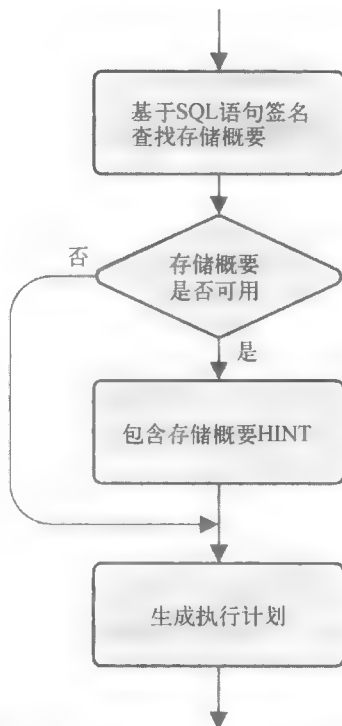 基于SQL语句签名
查找存储概要
存储概要
是否可用
否
是
包含存储概要HINT
生成执行计划